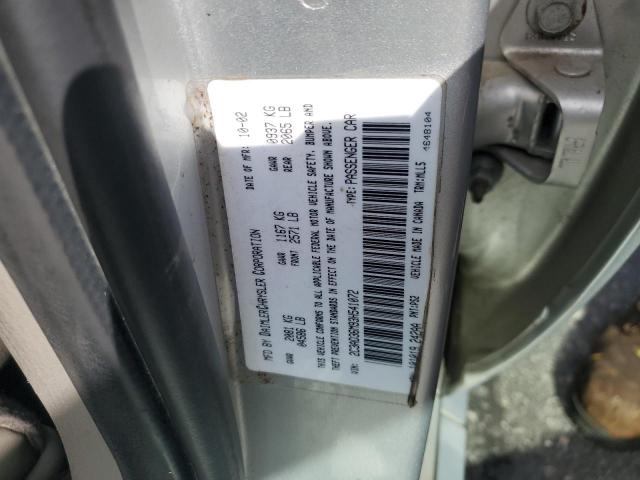 MFD BY DAIMLERCHRYSLER CORPORATION DATE OF MFR: 10-02
GVWR: 2081 KG GAWR 1167 KG GAWR 0937 KG
04586 LB FRONT 2571 LB REAR 2065 LB
THIS VEHICLE CONFORMS TO ALL APPLICABLE FEDERAL MOTOR VEHICLE SAFETY, BUMPER AND
THEFT PREVENTION STANDARDS IN EFFECT ON THE DATE OF MANUFACTURE SHOWN ABOVE.
VIN: TYPE: PASSENGER CAR
VEHICLE MADE IN CANADA TRM:MLL5
4648104